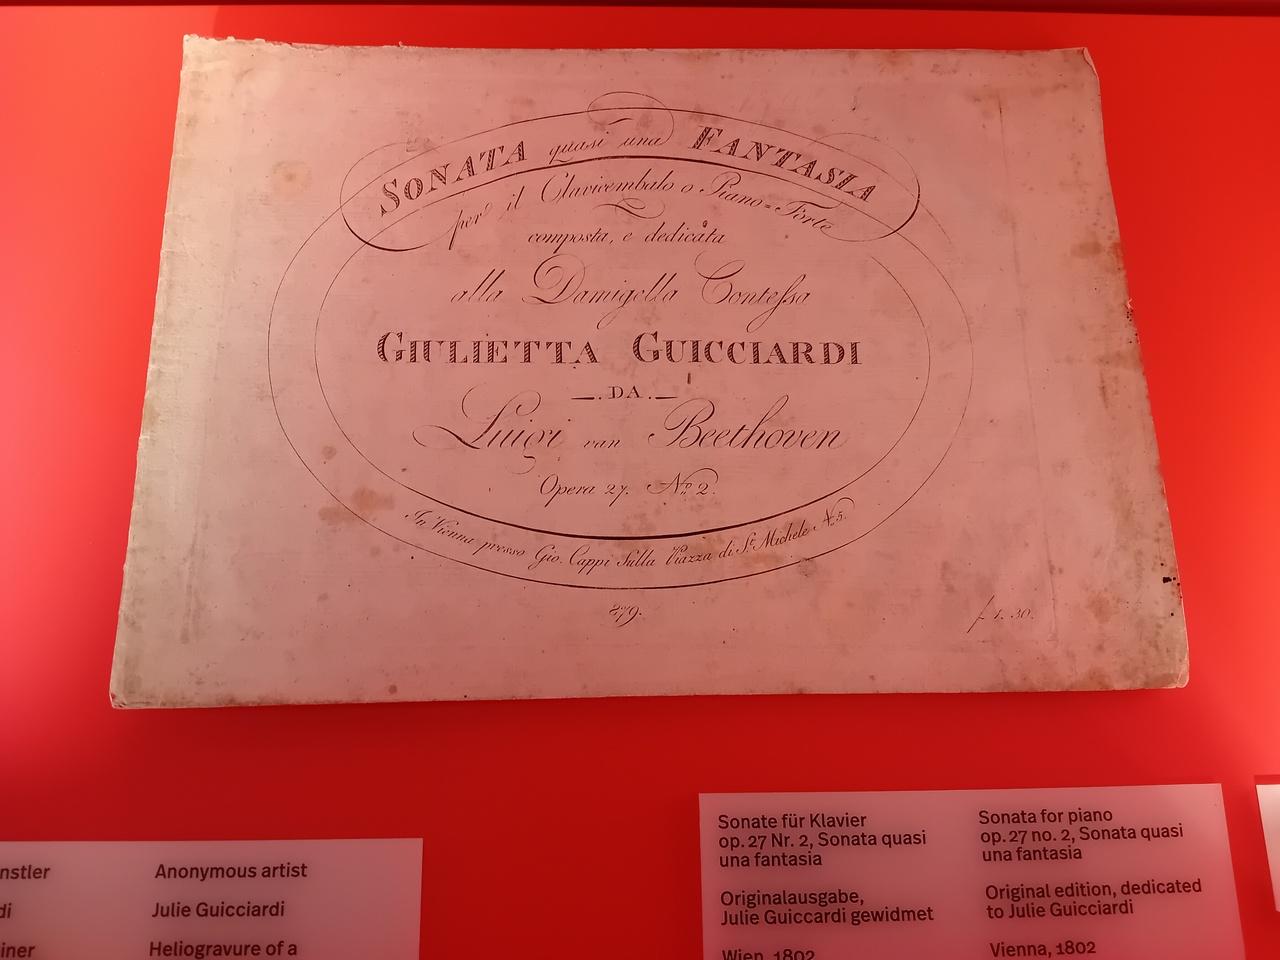 SONATA quasi una FANTASIA
per il Clavicembalo o Piano=Forte
composta, e dedicata
alla Damigella Contessa
GIULIETTA GUICCIARDI
—. DA .—
Luigi van Beethoven
Opera 27. No. 2.
In Vienna presso Gio. Cappi Sulla Piazza di St. Michele No. 5.
879.
f 1. 30.
nstler
di
iner
Anonymous artist
Julie Guicciardi
Heliogravure of a
Sonate für Klavier
op. 27 Nr. 2, Sonata quasi
una fantasia
Originalausgabe,
Julie Guiccardi gewidmet
Wien, 1802
Sonata for piano
op. 27 no. 2, Sonata quasi
una fantasia
Original edition, dedicated
to Julie Guicciardi
Vienna, 1802